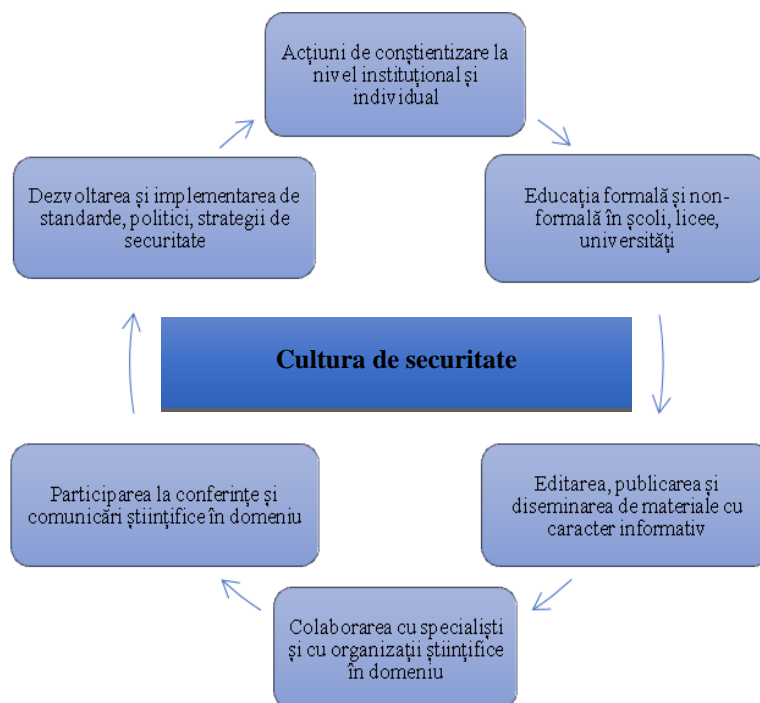 Acțiuni de conștientizare la
nivel instituțional și
individual
Educația formală și non-
formală în școli, licee,
universități
Editarea, publicarea și
diseminarea de materiale cu
caracter informativ
Colaborarea cu specialiști
și cu organizații științifice
în domeniu
Participarea la conferințe și
comunicări științifice în domeniu
Dezvoltarea și implementarea de
standarde, politici, strategii de
securitate
Cultura de securitate